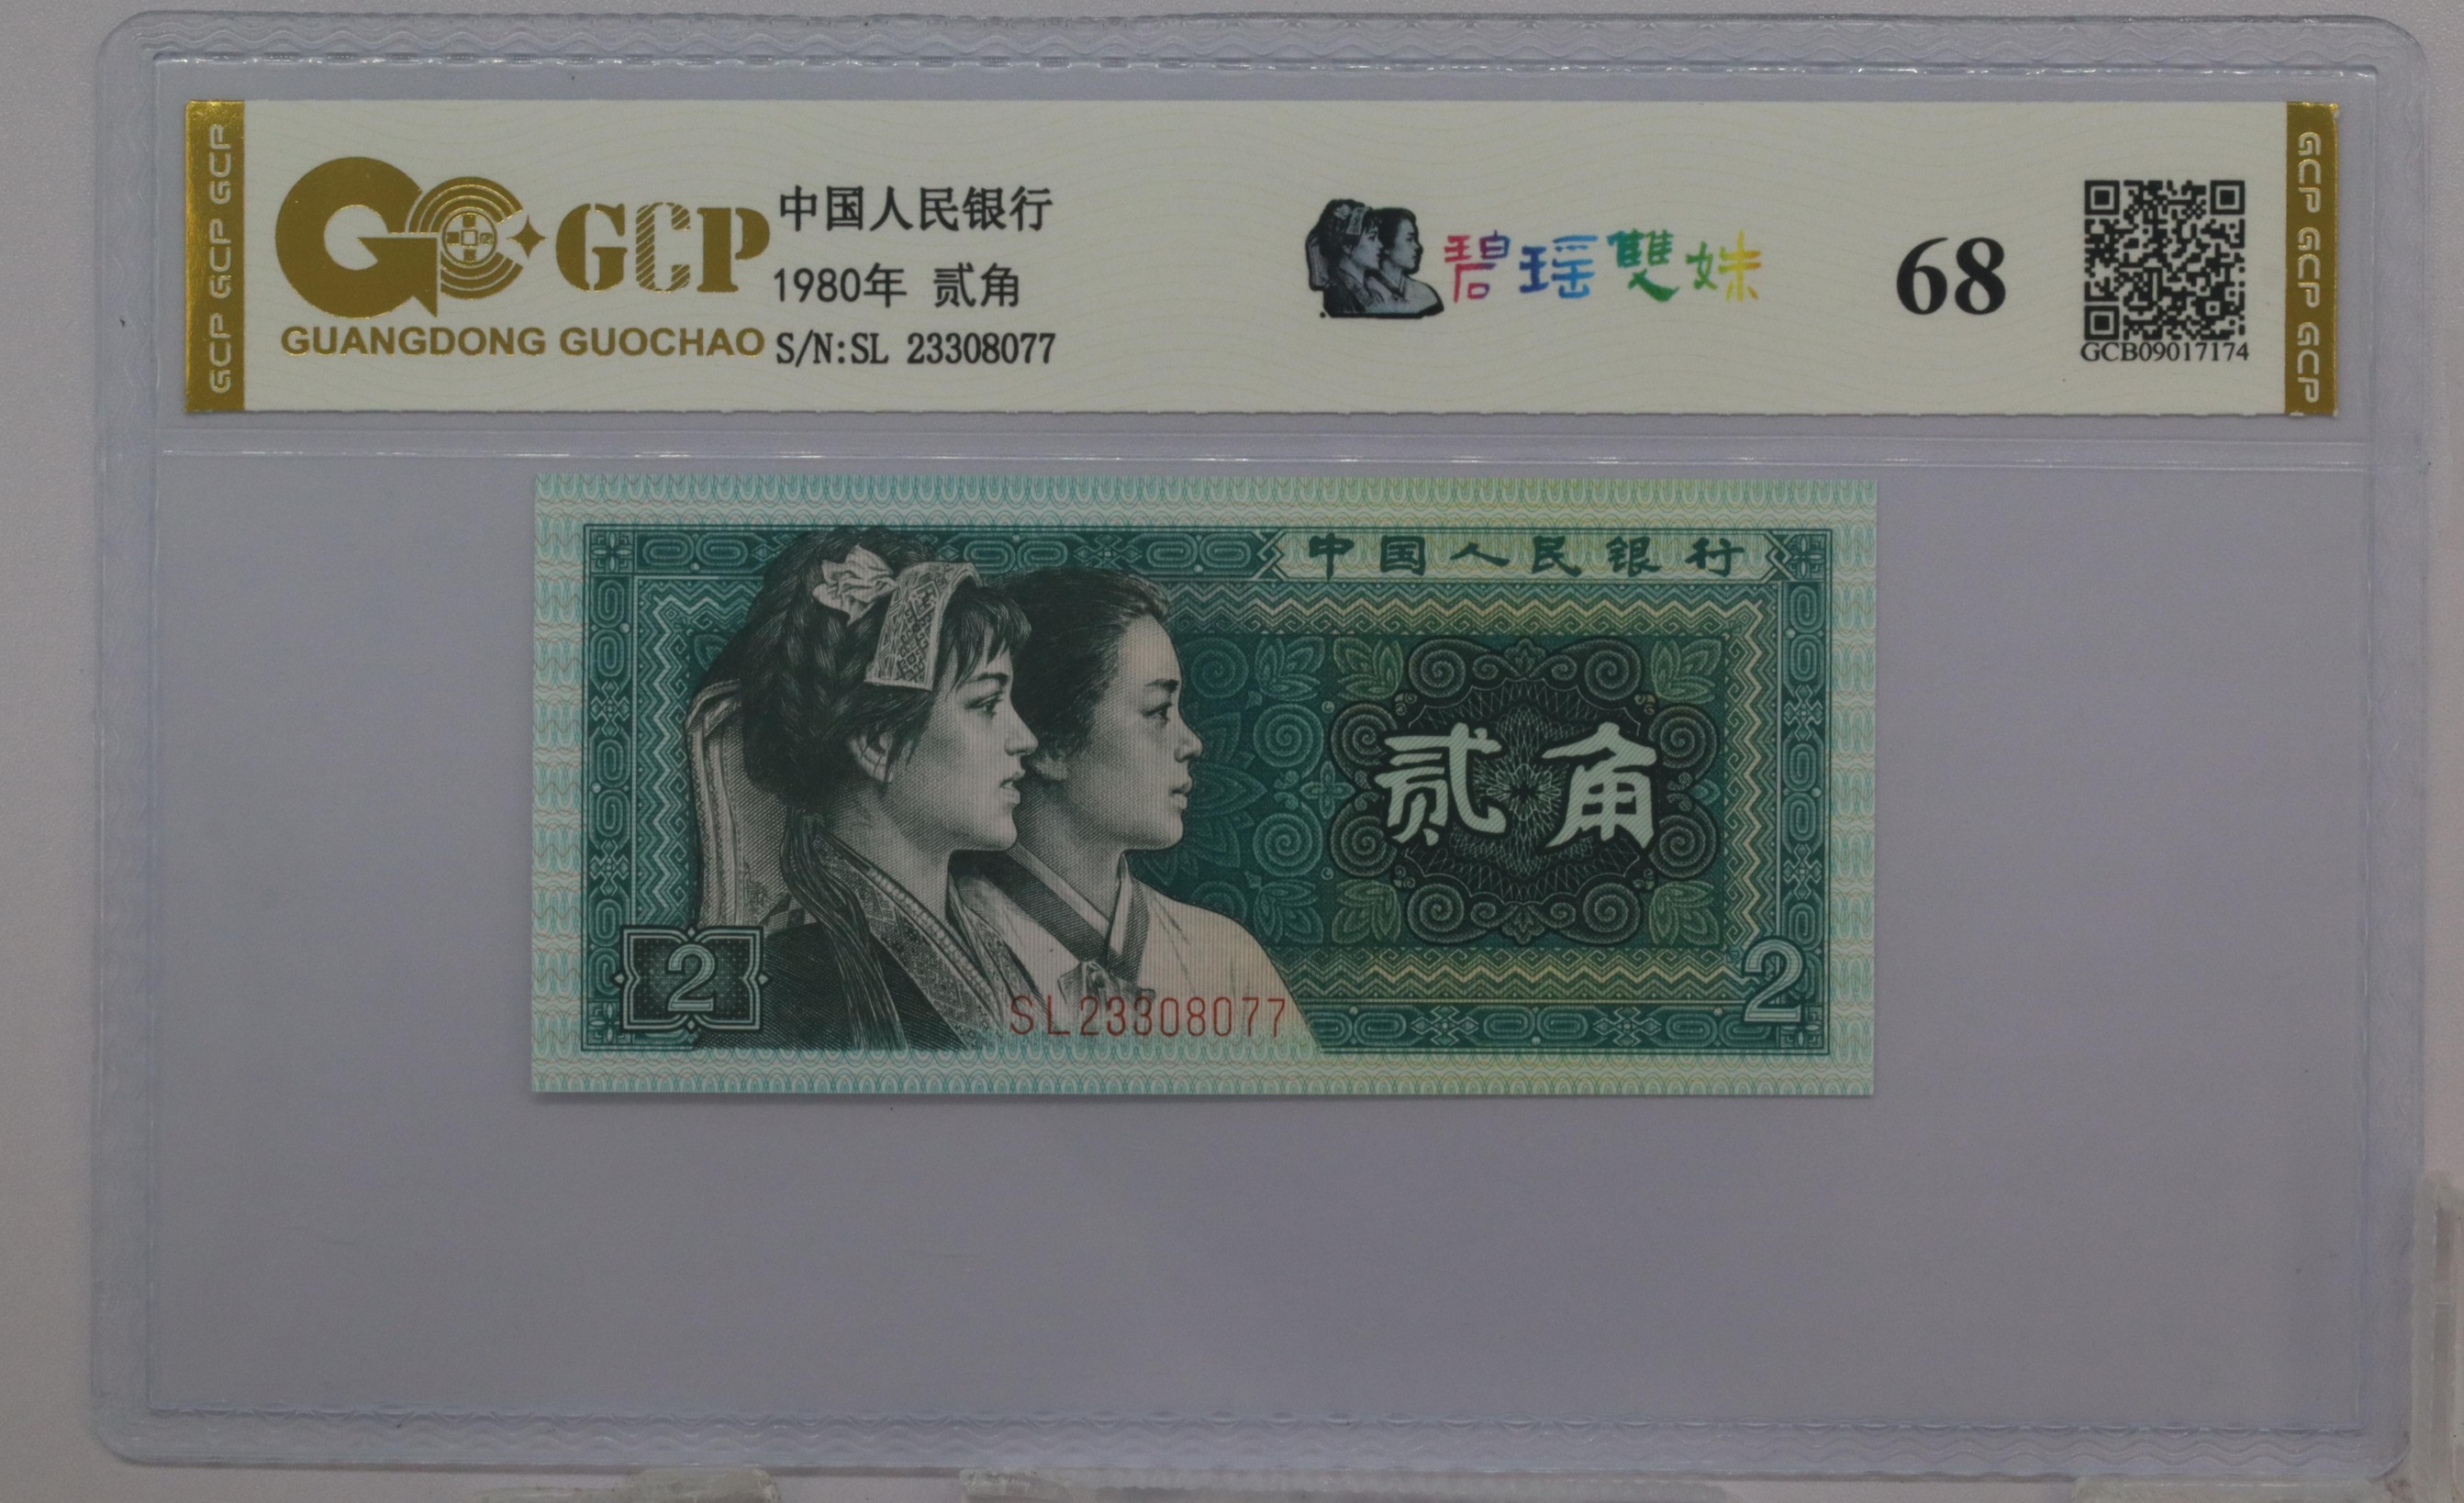 GCP GCP GCP
GCP
GUANGDONG GUOCHAO
中国人民银行
1980年 贰角
S/N:SL 23308077
碧瑶雙姝
68
GCB09017174
GCP GCP GCP
中国人民银行
贰角
2
2
SL23308077